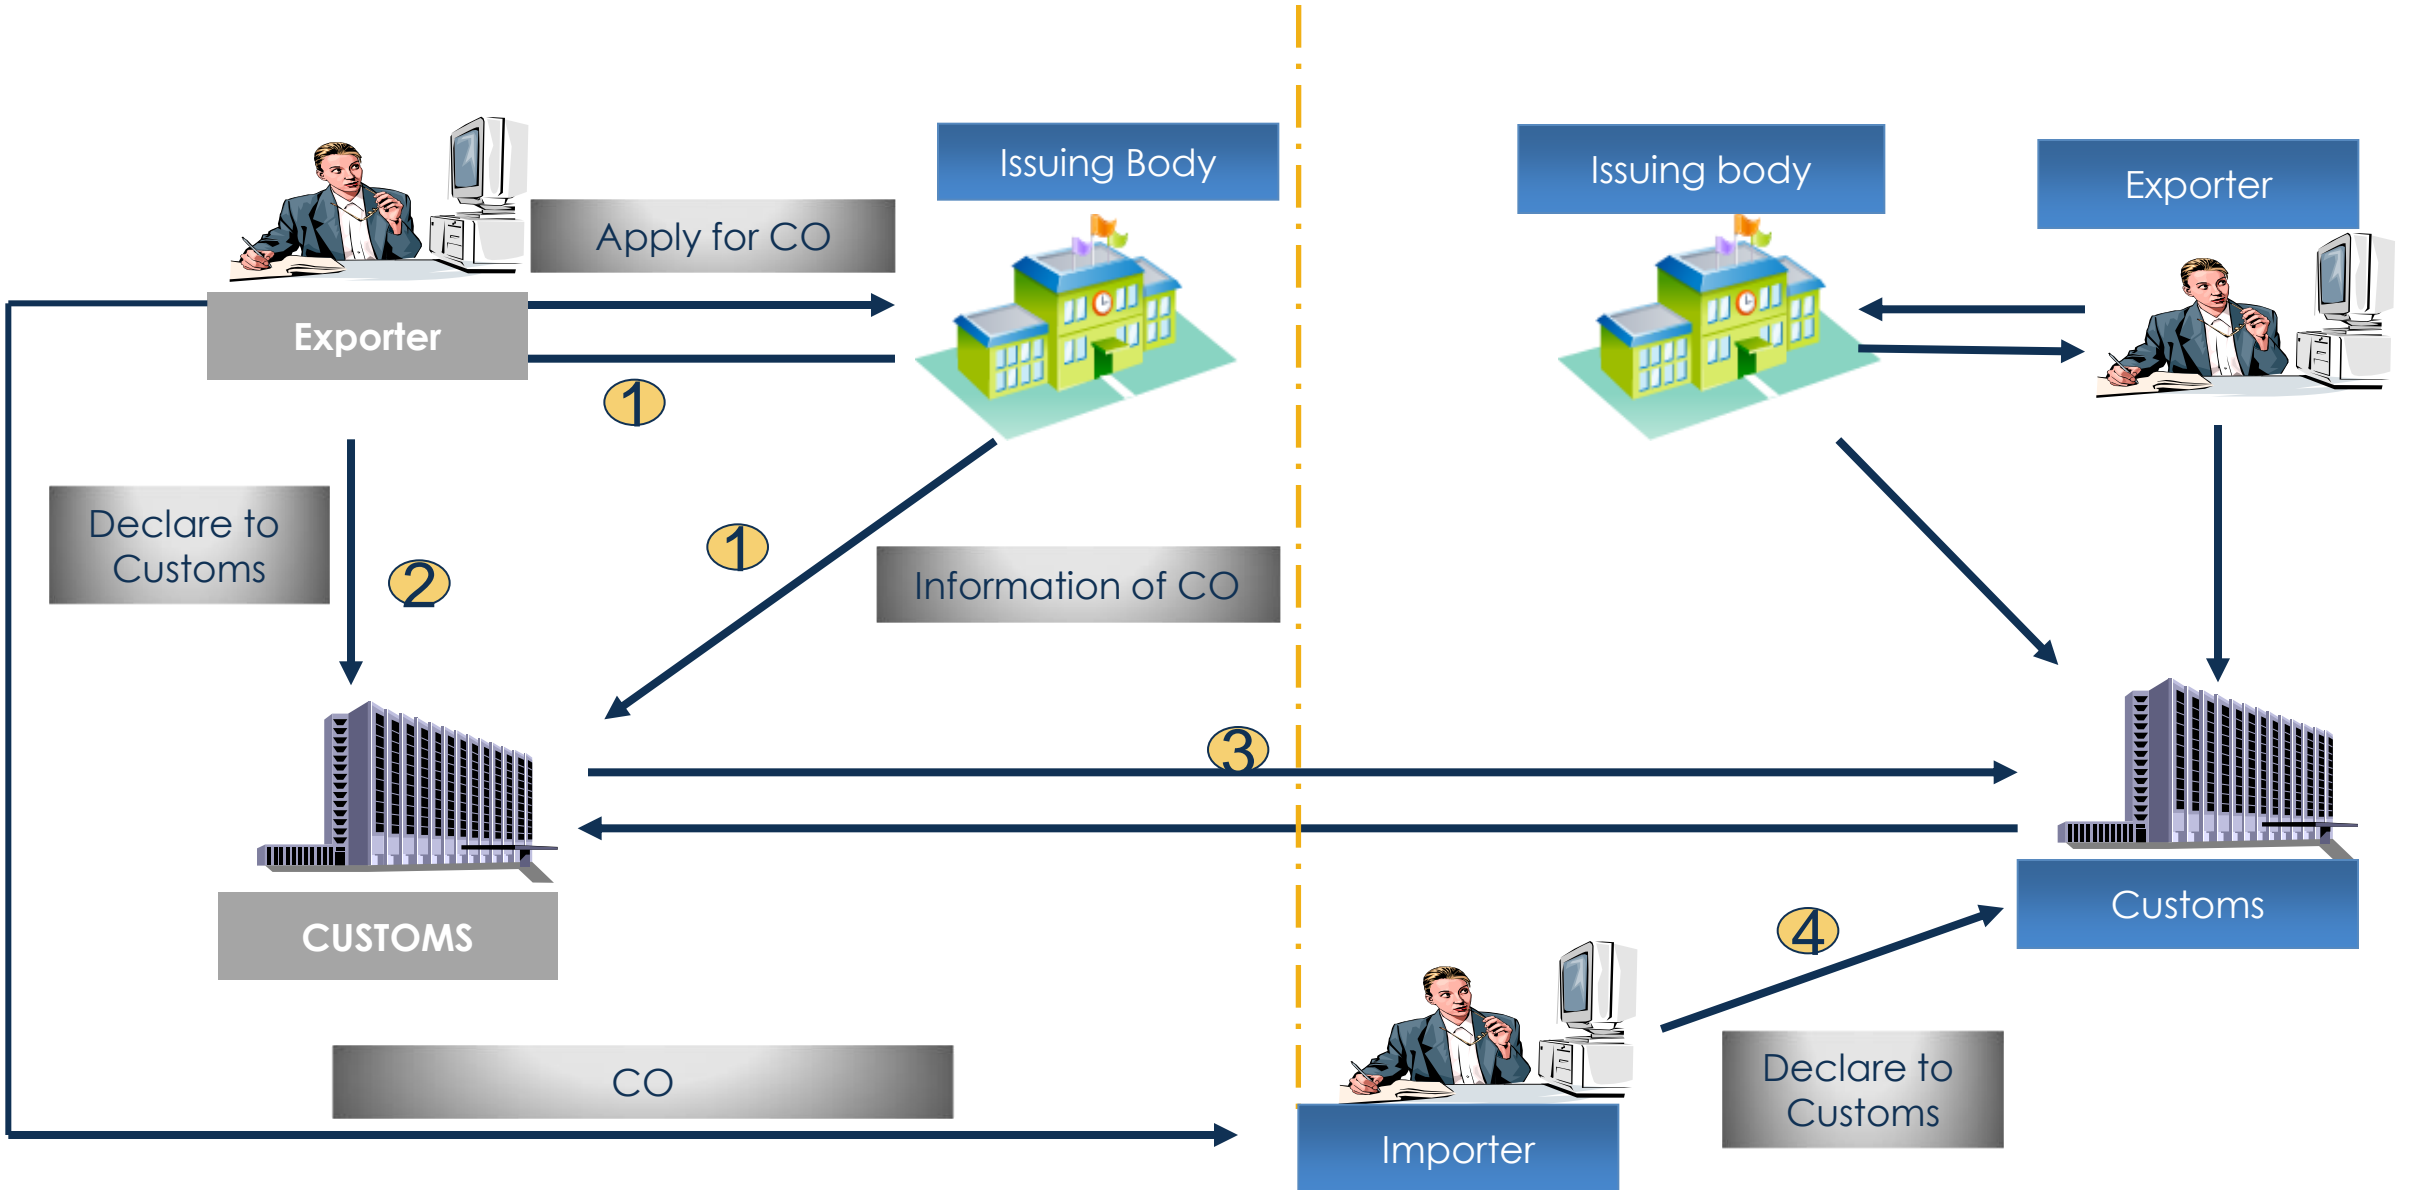 Issuing Body
Issuing body
Exporter
Apply for CO
Exporter
1
Declare to
Customs
2
1
Information of CO
3
CUSTOMS
4
Customs
CO
Declare to
Customs
Importer